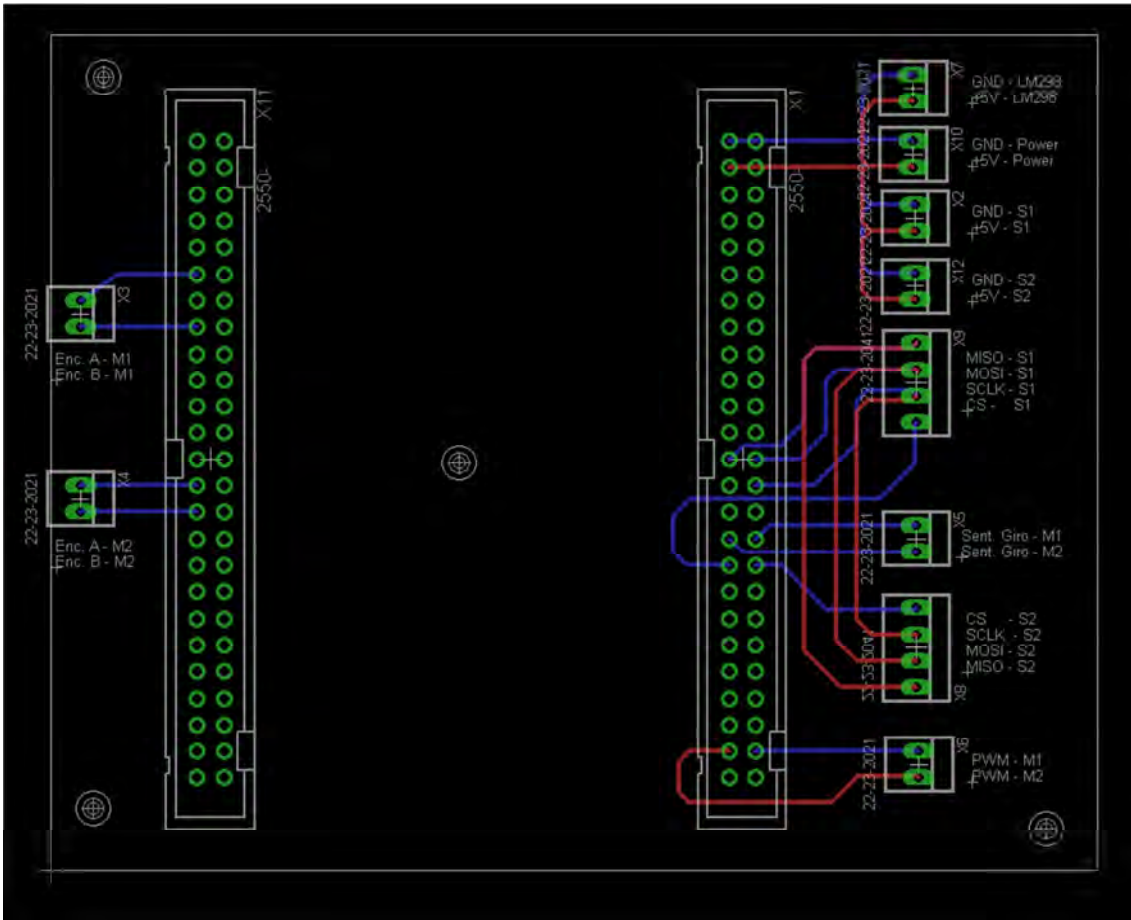 X11
2550-
X1
2550-
X7
GND - LM298
+5V - LM298
X10
GND - Power
+5V - Power
X2
GND - S1
+5V - S1
X12
GND - S2
+5V - S2
X3
22-23-2021
Enc. A - M1
Enc. B - M1
X9
22-23-2041
MISO - S1
MOSI - S1
SCLK - S1
CS - S1
X4
22-23-2021
Enc. A - M2
Enc. B - M2
X5
22-23-2021
Sent. Giro - M1
Sent. Giro - M2
CS - S2
SCLK - S2
MOSI - S2
MISO - S2
X8
X6
22-23-2021
PWM - M1
PWM - M2